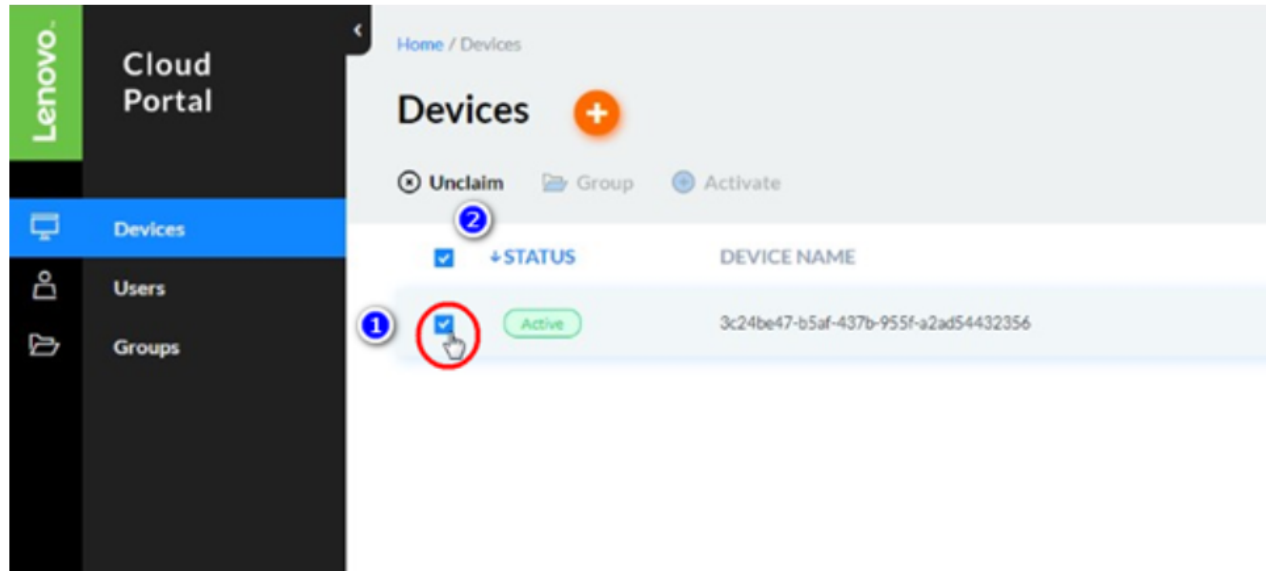 Lenovo.
Cloud
Portal
Devices
Users
Groups
Home / Devices
Devices
Unclaim Group Activate
2
STATUS DEVICE NAME
1 Active 3c24be47-b5af-437b-955f-a2ad54432356